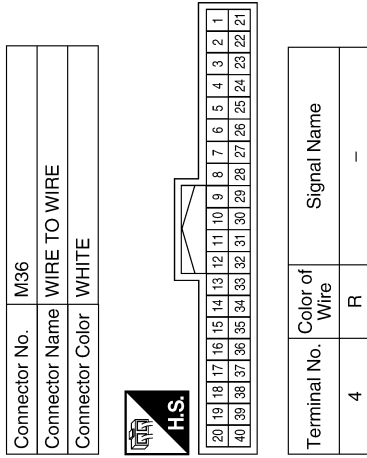 Connector No. M36
Connector Name WIRE TO WIRE
Connector Color WHITE
H.S.
20 19 18 17 16 15 14 13 12 11 10 9 8 7 6 5 4 3 2 1
40 39 38 37 36 35 34 33 32 31 30 29 28 27 26 25 24 23 22 21
Terminal No. Color of Wire Signal Name
4 R –